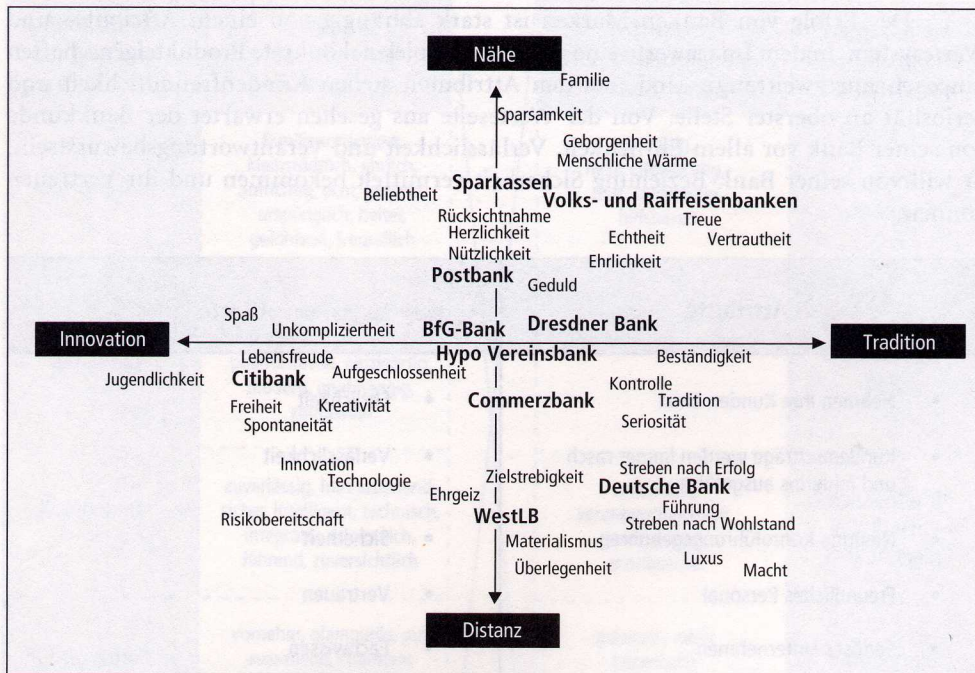 Nähe
Familie
Sparsamkeit
Geborgenheit
Menschliche Wärme
Sparkassen
Beliebtheit
Volks- und Raiffeisenbanken
Rücksichtnahme
Treue
Herzlichkeit
Echtheit
Vertrautheit
Nützlichkeit
Ehrlichkeit
Postbank
Geduld
Spaß
Unkompliziertheit
BfG-Bank
Dresdner Bank
Innovation
Tradition
Lebensfreude
Hypo Vereinsbank
Beständigkeit
Jugendlichkeit
Citibank
Aufgeschlossenheit
Kontrolle
Freiheit
Kreativität
Commerzbank
Tradition
Spontaneität
Seriosität
Innovation
Streben nach Erfolg
Technologie
Zielstrebigkeit
Deutsche Bank
Ehrgeiz
Führung
Risikobereitschaft
WestLB
Streben nach Wohlstand
Materialismus
Luxus
Überlegenheit
Macht
Distanz